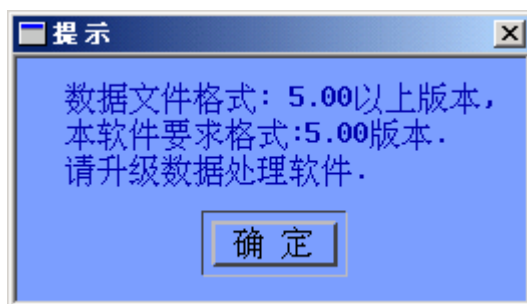 提示
数据文件格式: 5.00以上版本,
本软件要求格式:5.00版本.
请升级数据处理软件.
确 定